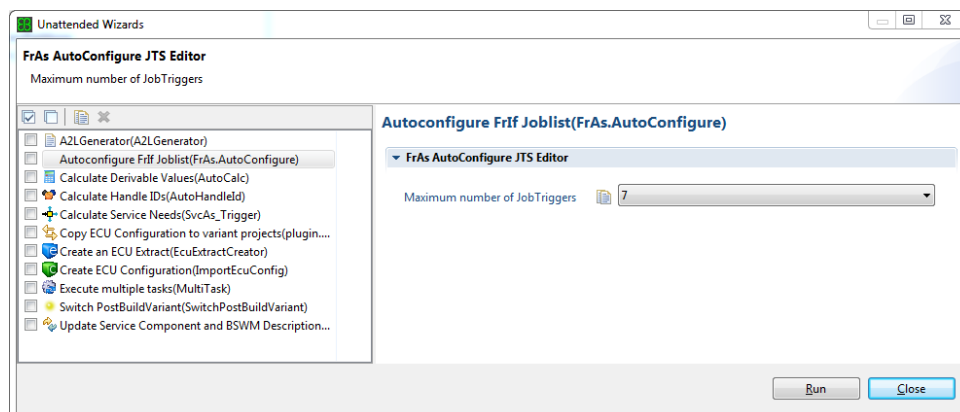 Unattended Wizards
FrAs AutoConfigure JTS Editor
Maximum number of JobTriggers
A2LGenerator(A2LGenerator)
Autoconfigure FrIf Joblist(FrAs.AutoConfigure)
Calculate Derivable Values(AutoCalc)
Calculate Handle IDs(AutoHandleId)
Calculate Service Needs(SvcAs_Trigger)
Copy ECU Configuration to variant projects(plugin....
Create an ECU Extract(EcuExtractCreator)
Create ECU Configuration(ImportEcuConfig)
Execute multiple tasks(MultiTask)
Switch PostBuildVariant(SwitchPostBuildVariant)
Update Service Component and BSWM Description...
Autoconfigure FrIf Joblist(FrAs.AutoConfigure)
FrAs AutoConfigure JTS Editor
Maximum number of JobTriggers 7
Run Close